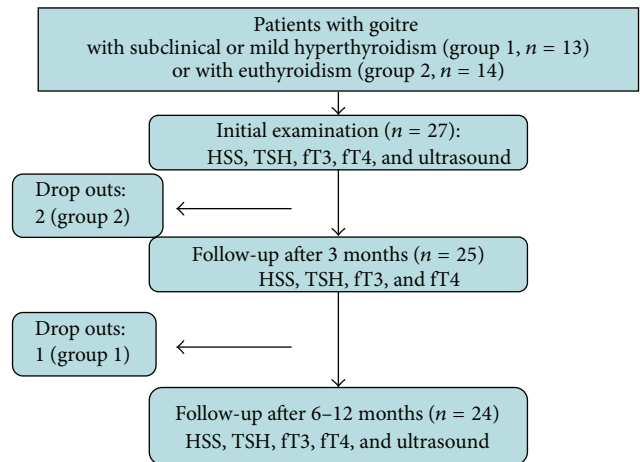 Patients with goitre
with subclinical or mild hyperthyroidism (group 1, n = 13)
or with euthyroidism (group 2, n = 14)
Initial examination (n = 27):
HSS, TSH, fT3, fT4, and ultrasound
Drop outs:
2 (group 2)
Follow-up after 3 months (n = 25)
HSS, TSH, fT3, and fT4
Drop outs:
1 (group 1)
Follow-up after 6–12 months (n = 24)
HSS, TSH, fT3, fT4, and ultrasound